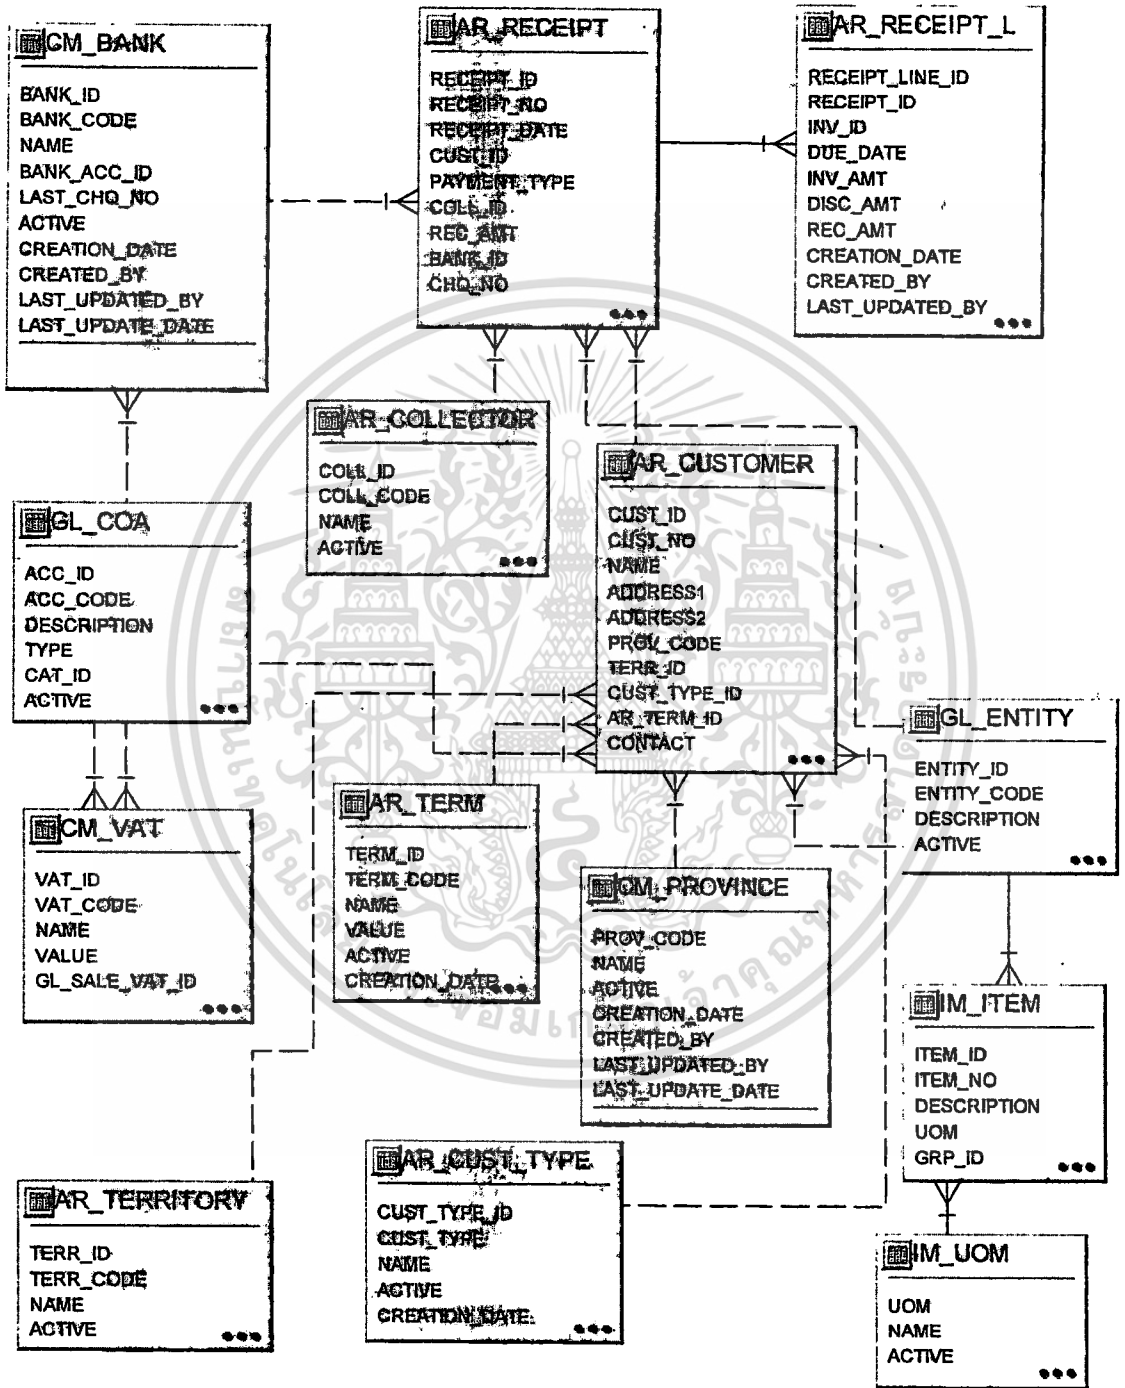 CM_BANK
BANK_ID
BANK_CODE
NAME
BANK_ACC_ID
LAST_CHQ_NO
ACTIVE
CREATION_DATE
CREATED_BY
LAST_UPDATED_BY
LAST_UPDATE_DATE
AR_RECEIPT
RECEIPT_ID
RECEIPT_NO
RECEIPT_DATE
CUST_ID
PAYMENT_TYPE
COLL_ID
REC_AMT
BANK_ID
CHQ_NO
AR_RECEIPT_L
RECEIPT_LINE_ID
RECEIPT_ID
INV_ID
DUE_DATE
INV_AMT
DISC_AMT
REC_AMT
CREATION_DATE
CREATED_BY
LAST_UPDATED_BY
AR_COLLECTOR
COLL_ID
COLL_CODE
NAME
ACTIVE
AR_CUSTOMER
CUST_ID
CUST_NO
NAME
ADDRESS1
ADDRESS2
PROV_CODE
TERR_ID
CUST_TYPE_ID
AR_TERM_ID
CONTACT
GL_COA
ACC_ID
ACC_CODE
DESCRIPTION
TYPE
CAT_ID
ACTIVE
GL_ENTITY
ENTITY_ID
ENTITY_CODE
DESCRIPTION
ACTIVE
CM_VAT
VAT_ID
VAT_CODE
NAME
VALUE
GL_SALE_VAT_ID
AR_TERM
TERM_ID
TERM_CODE
NAME
VALUE
ACTIVE
CREATION_DATE
CM_PROVINCE
PROV_CODE
NAME
ACTIVE
CREATION_DATE
CREATED_BY
LAST_UPDATED_BY
LAST_UPDATE_DATE
IM_ITEM
ITEM_ID
ITEM_NO
DESCRIPTION
UOM
GRP_ID
AR_TERRITORY
TERR_ID
TERR_CODE
NAME
ACTIVE
AR_CUST_TYPE
CUST_TYPE_ID
CUST_TYPE
NAME
ACTIVE
CREATION_DATE
IM_UOM
UOM
NAME
ACTIVE